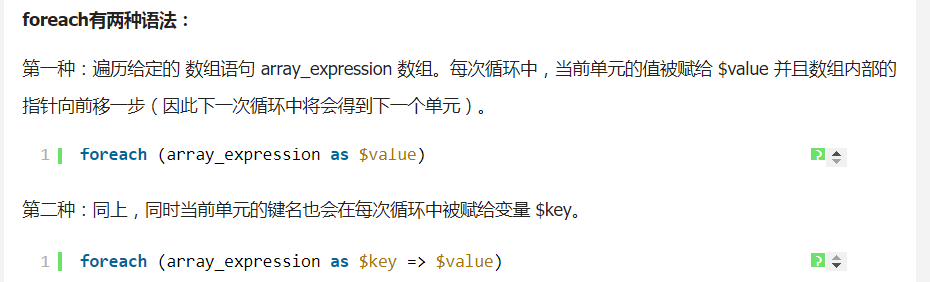 foreach有两种语法：
第一种：遍历给定的 数组语句 array_expression 数组。每次循环中，当前单元的值被赋给 $value 并且数组内部的
指针向前移一步（因此下一次循环中将会得到下一个单元）。
1 foreach (array_expression as $value) ?
第二种：同上，同时当前单元的键名也会在每次循环中被赋给变量 $key。
1 foreach (array_expression as $key => $value) ?